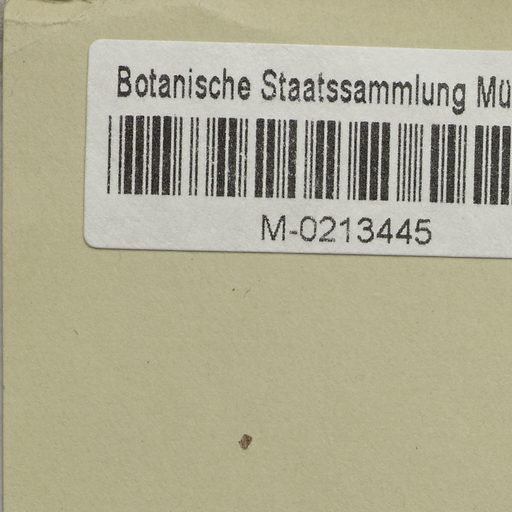 Botanische Staatssammlung Mü
M-0213445